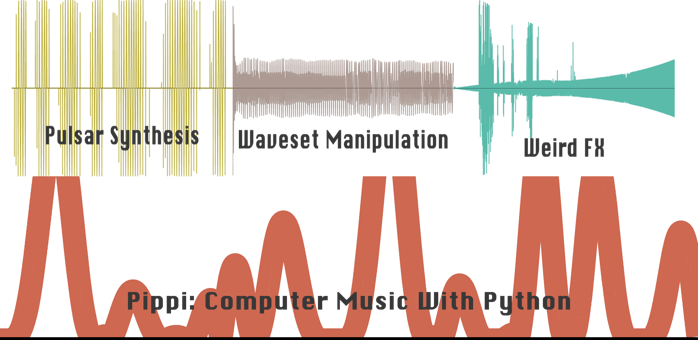 Pulsar Synthesis
Waveset Manipulation
Weird FX
Pippi: Computer Music With Python